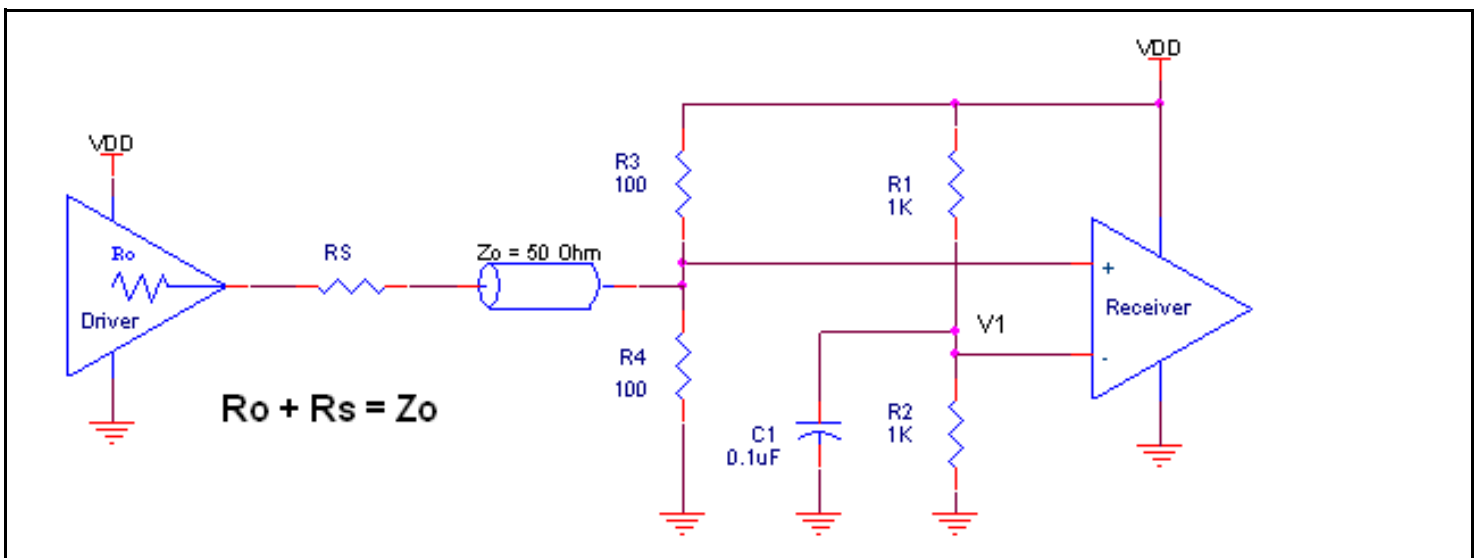 VDD
VDD
Ro
Driver
RS
Zo = 50 Ohm
R3
100
R1
1K
+
Receiver
-
V1
R4
100
C1
0.1uF
R2
1K
Ro + Rs = Zo